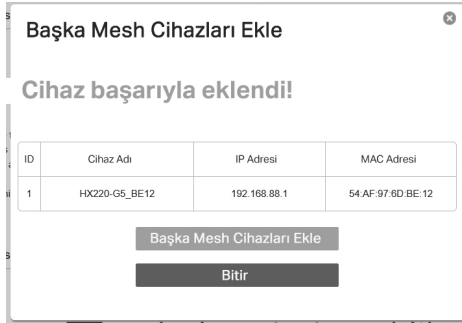 Başka Mesh Cihazları Ekle
Cihaz başarıyla eklendi!
ID Cihaz Adı IP Adresi MAC Adresi
1 HX220-G5_BE12 192.168.88.1 54:AF:97:6D:BE:12
Başka Mesh Cihazları Ekle
Bitir